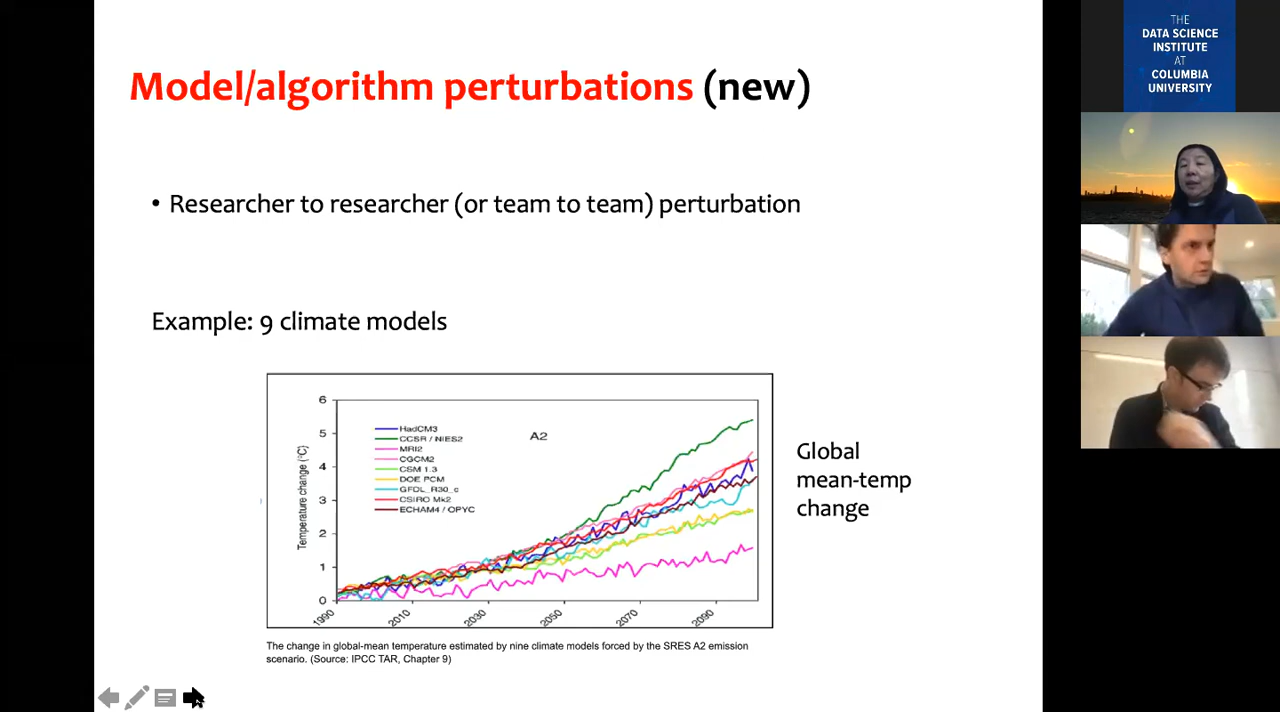 Model/algorithm perturbations (new)
• Researcher to researcher (or team to team) perturbation
Example: 9 climate models
6
5
4
3
2
1
0
Temperature change (°C)
HadCM3
CCSR / NIES2
MRI2
CGCM2
CSM 1.3
DOE PCM
GFDL_R30_c
CSIRO Mk2
ECHAM4 / OPYC
A2
1990
2010
2030
2050
2070
2090
Global
mean-temp
change
The change in global-mean temperature estimated by nine climate models forced by the SRES A2 emission
scenario. (Source: IPCC TAR, Chapter 9)
THE
DATA SCIENCE
INSTITUTE
AT
COLUMBIA
UNIVERSITY